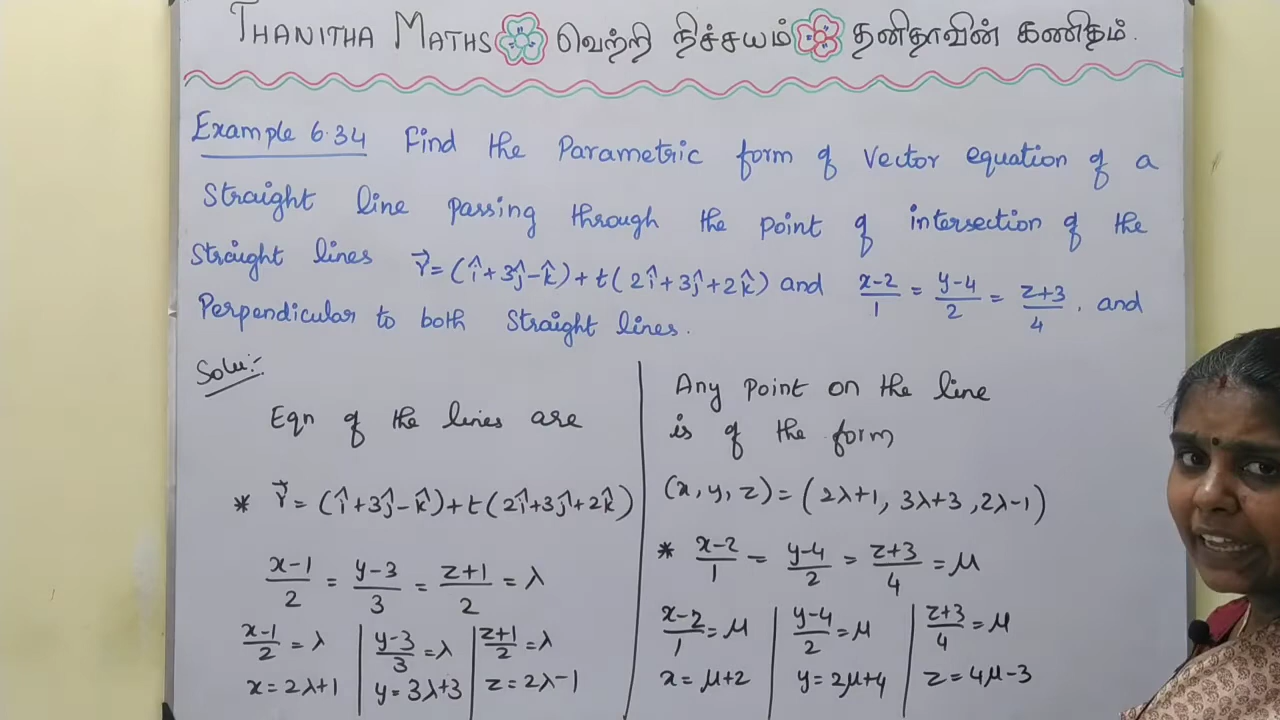 THANITHA MATHS வெற்றி நிச்சயம் தனிதாவின் கணிதம்.
Example 6.34 Find the Parametric form of Vector equation of a
Straight line passing through the point of intersection of the
Straight lines r⃗=(î+3ĵ-k̂)+t(2î+3ĵ+2k̂) and x-2/1 = y-4/2 = z+3/4, and
Perpendicular to both Straight lines.
Solu:-
Eqn of the lines are
* r⃗=(î+3ĵ-k̂)+t(2î+3ĵ+2k̂)
x-1/2 = y-3/3 = z+1/2 = λ
x-1/2 = λ | y-3/3 = λ | z+1/2 = λ
x=2λ+1 | y=3λ+3 | z=2λ-1
Any point on the line
is of the form
(x, y, z) = (2λ+1, 3λ+3, 2λ-1)
* x-2/1 = y-4/2 = z+3/4 = μ
x-2/1 = μ | y-4/2 = μ | z+3/4 = μ
x=μ+2 | y=2μ+4 | z=4μ-3